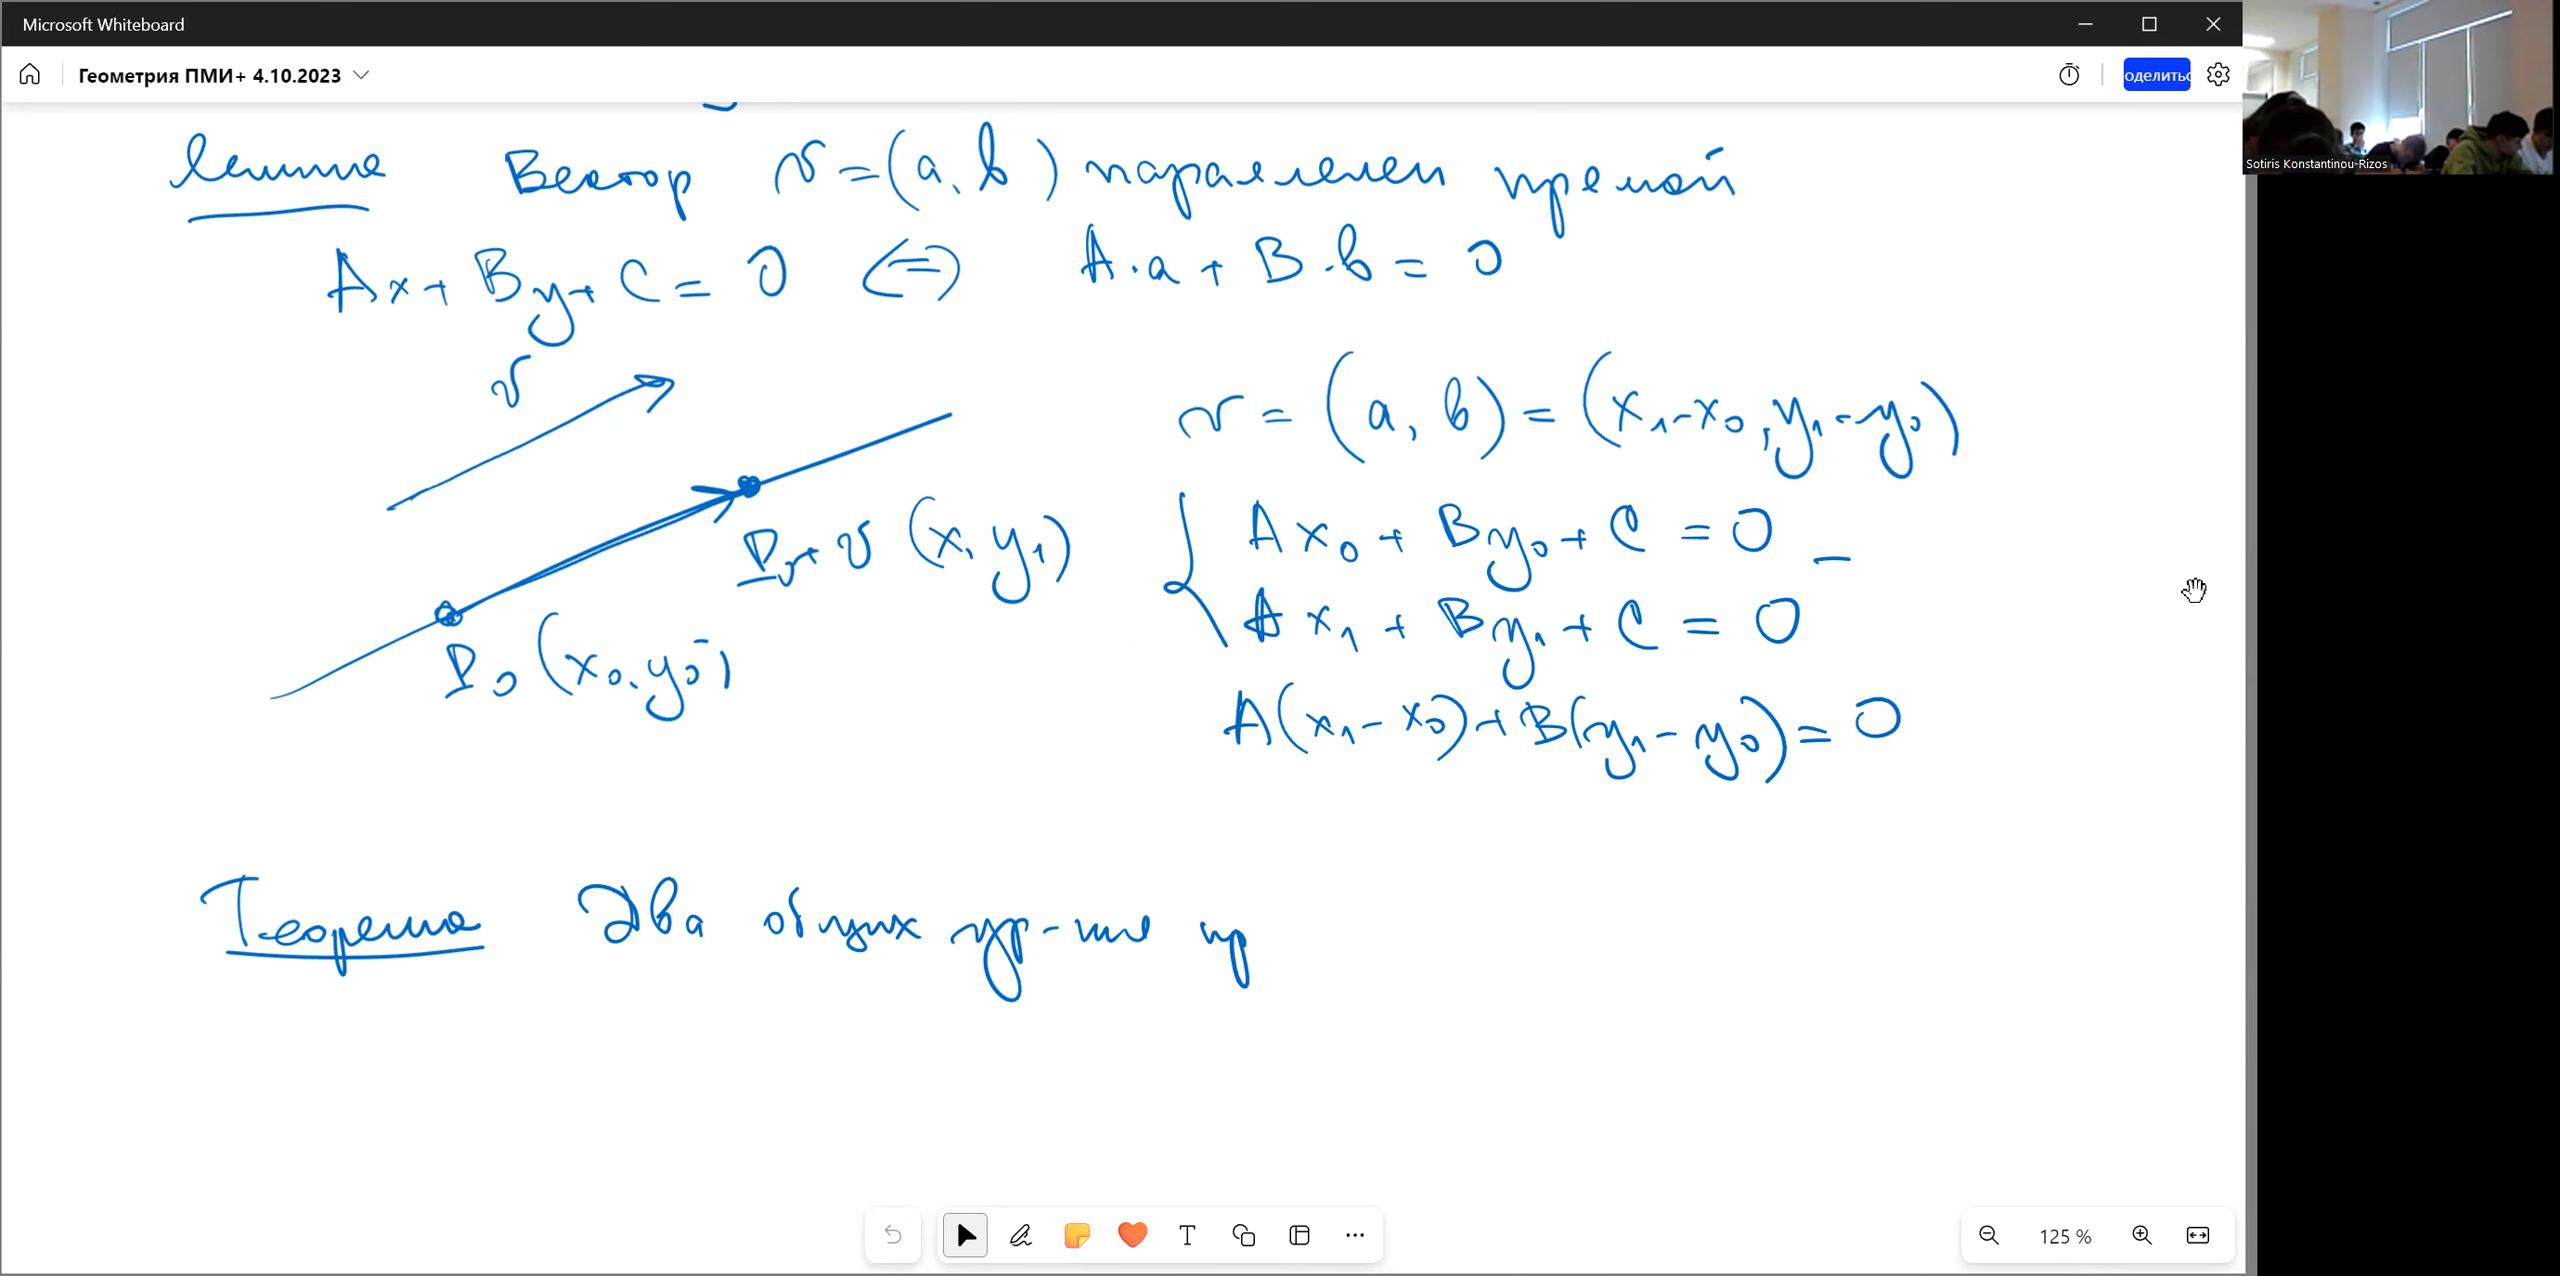 Microsoft Whiteboard
Геометрия ПМИ+ 4.10.2023
оделитьс
Sotiris Konstantinou-Rizos
Лемма Вектор v = (a, b) параллелен прямой
Ax + By + C = 0 ⇔ A·a + B·b = 0
v
v = (a, b) = (x₁-x₀, y₁-y₀)
P₀+v (x₁ y₁)
Ax₀ + By₀ + C = 0 –
Ax₁ + By₁ + C = 0
P₀ (x₀, y₀)
A(x₁ - x₀) + B(y₁ - y₀) = 0
Теорема Два общих ур-ние пр
125 %